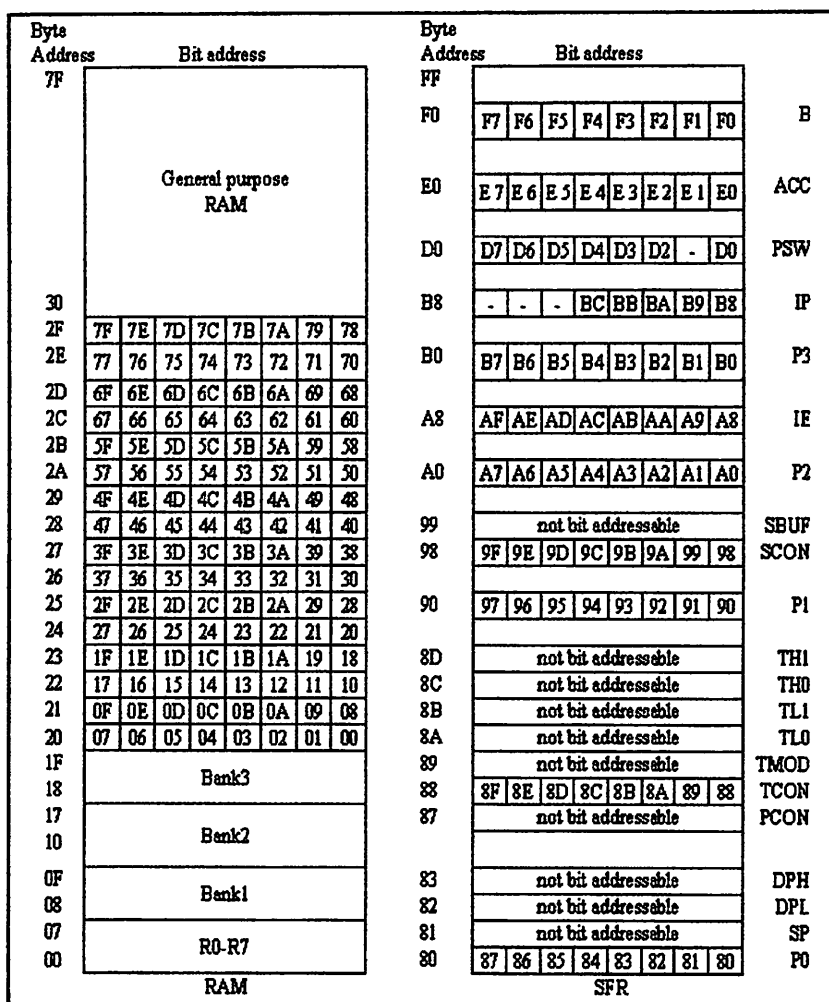 Byte
Address Bit address
7F
General purpose
RAM
30
2F 7F 7E 7D 7C 7B 7A 79 78
2E 77 76 75 74 73 72 71 70
2D 6F 6E 6D 6C 6B 6A 69 68
2C 67 66 65 64 63 62 61 60
2B 5F 5E 5D 5C 5B 5A 59 58
2A 57 56 55 54 53 52 51 50
29 4F 4E 4D 4C 4B 4A 49 48
28 47 46 45 44 43 42 41 40
27 3F 3E 3D 3C 3B 3A 39 38
26 37 36 35 34 33 32 31 30
25 2F 2E 2D 2C 2B 2A 29 28
24 27 26 25 24 23 22 21 20
23 1F 1E 1D 1C 1B 1A 19 18
22 17 16 15 14 13 12 11 10
21 0F 0E 0D 0C 0B 0A 09 08
20 07 06 05 04 03 02 01 00
1F
Bank3
18
17
Bank2
10
0F
Bank1
08
07
R0-R7
00
RAM
Byte
Address Bit address
FF
F0 F7 F6 F5 F4 F3 F2 F1 F0 B
E0 E7 E6 E5 E4 E3 E2 E1 E0 ACC
D0 D7 D6 D5 D4 D3 D2 - D0 PSW
B8 - - - BC BB BA B9 B8 IP
B0 B7 B6 B5 B4 B3 B2 B1 B0 P3
A8 AF AE AD AC AB AA A9 A8 IE
A0 A7 A6 A5 A4 A3 A2 A1 A0 P2
99 not bit addressable SBUF
98 9F 9E 9D 9C 9B 9A 99 98 SCON
90 97 96 95 94 93 92 91 90 P1
8D not bit addressable TH1
8C not bit addressable TH0
8B not bit addressable TL1
8A not bit addressable TL0
89 not bit addressable TMOD
88 8F 8E 8D 8C 8B 8A 89 88 TCON
87 not bit addressable PCON
83 not bit addressable DPH
82 not bit addressable DPL
81 not bit addressable SP
80 87 86 85 84 83 82 81 80 P0
SFR